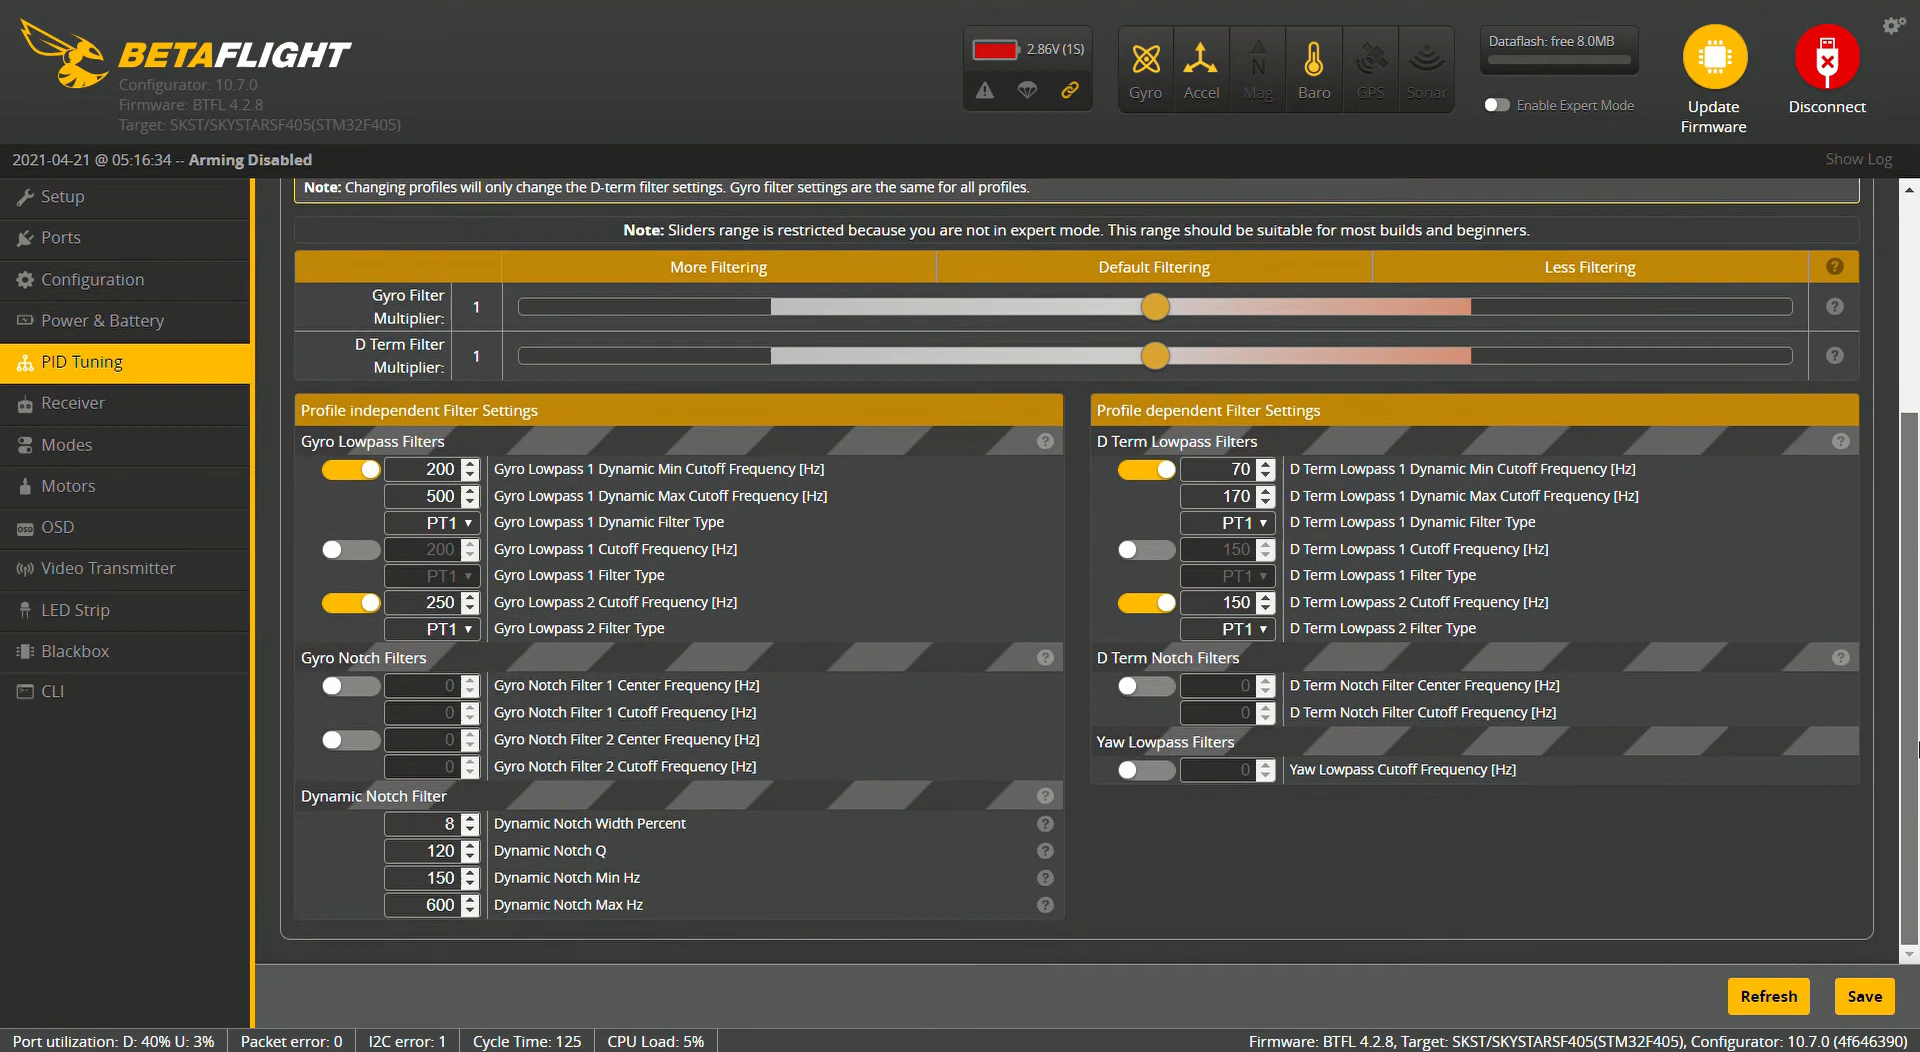 BETAFLIGHT
Configurator: 10.7.0
Firmware: BTFL 4.2.8
Target: SKST/SKYSTARSF405(STM32F405)
2.86V (1S)
Gyro Accel Mag Baro GPS Sonar
Dataflash: free 8.0MB
Enable Expert Mode
Update
Firmware
Disconnect
2021-04-21 @ 05:16:34 -- Arming Disabled
Show Log
Setup
Ports
Configuration
Power & Battery
PID Tuning
Receiver
Modes
Motors
OSD
Video Transmitter
LED Strip
Blackbox
CLI
Note: Changing profiles will only change the D-term filter settings. Gyro filter settings are the same for all profiles.
Note: Sliders range is restricted because you are not in expert mode. This range should be suitable for most builds and beginners.
More Filtering Default Filtering Less Filtering ?
Gyro Filter
Multiplier: 1 ?
D Term Filter
Multiplier: 1 ?
Profile independent Filter Settings
Gyro Lowpass Filters ?
200 Gyro Lowpass 1 Dynamic Min Cutoff Frequency [Hz]
500 Gyro Lowpass 1 Dynamic Max Cutoff Frequency [Hz]
PT1 Gyro Lowpass 1 Dynamic Filter Type
200 Gyro Lowpass 1 Cutoff Frequency [Hz]
PT1 Gyro Lowpass 1 Filter Type
250 Gyro Lowpass 2 Cutoff Frequency [Hz]
PT1 Gyro Lowpass 2 Filter Type
Gyro Notch Filters ?
0 Gyro Notch Filter 1 Center Frequency [Hz]
0 Gyro Notch Filter 1 Cutoff Frequency [Hz]
0 Gyro Notch Filter 2 Center Frequency [Hz]
0 Gyro Notch Filter 2 Cutoff Frequency [Hz]
Dynamic Notch Filter ?
8 Dynamic Notch Width Percent ?
120 Dynamic Notch Q ?
150 Dynamic Notch Min Hz ?
600 Dynamic Notch Max Hz ?
Profile dependent Filter Settings
D Term Lowpass Filters ?
70 D Term Lowpass 1 Dynamic Min Cutoff Frequency [Hz]
170 D Term Lowpass 1 Dynamic Max Cutoff Frequency [Hz]
PT1 D Term Lowpass 1 Dynamic Filter Type
150 D Term Lowpass 1 Cutoff Frequency [Hz]
PT1 D Term Lowpass 1 Filter Type
150 D Term Lowpass 2 Cutoff Frequency [Hz]
PT1 D Term Lowpass 2 Filter Type
D Term Notch Filters ?
0 D Term Notch Filter Center Frequency [Hz]
0 D Term Notch Filter Cutoff Frequency [Hz]
Yaw Lowpass Filters
0 Yaw Lowpass Cutoff Frequency [Hz]
Refresh Save
Port utilization: D: 40% U: 3% Packet error: 0 I2C error: 1 Cycle Time: 125 CPU Load: 5% Firmware: BTFL 4.2.8, Target: SKST/SKYSTARSF405(STM32F405), Configurator: 10.7.0 (4f646390)